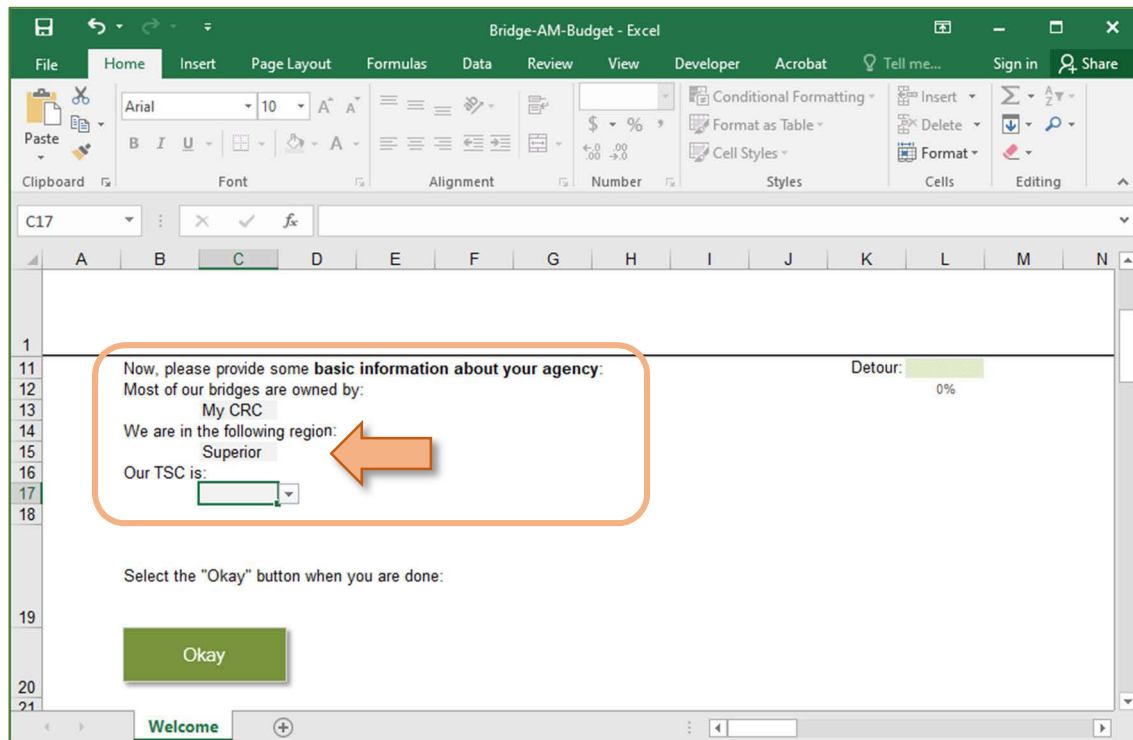 Bridge-AM-Budget - Excel
File Home Insert Page Layout Formulas Data Review View Developer Acrobat Tell me... Sign in Share
Paste
Arial 10 A A
B I U A
$ % ,
.00 .00
Conditional Formatting
Format as Table
Cell Styles
Insert
Delete
Format
Clipboard Font Alignment Number Styles Cells Editing
C17 fx
A B C D E F G H I J K L M N
1
11 Now, please provide some basic information about your agency: Detour:
12 Most of our bridges are owned by: 0%
13 My CRC
14 We are in the following region:
15 Superior
16 Our TSC is:
17
18
Select the "Okay" button when you are done:
19
Okay
20
21
Welcome